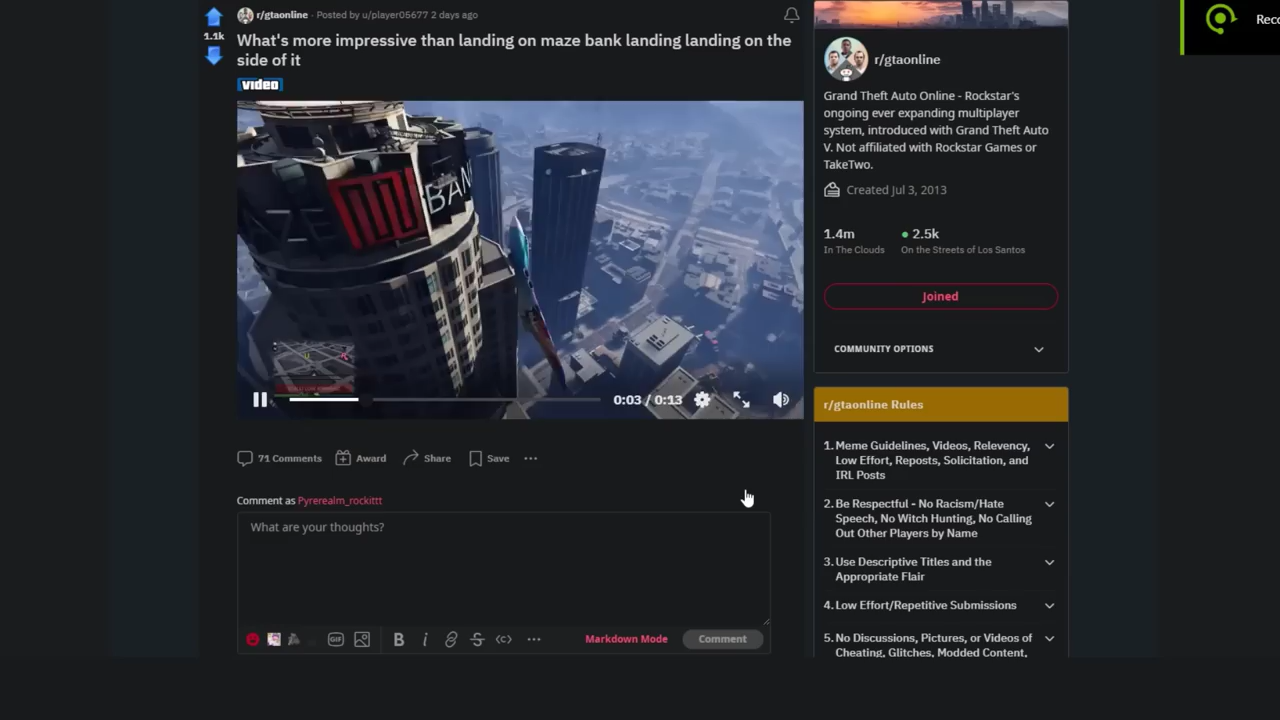 r/gtaonline · Posted by u/player05677 2 days ago
1.1k
What's more impressive than landing on maze bank landing landing on the
side of it
video
AZE BAN
0:03 / 0:13
71 Comments Award Share Save
Comment as Pyrerealm_rockittt
What are your thoughts?
GIF B i Markdown Mode Comment
r/gtaonline
Grand Theft Auto Online - Rockstar's
ongoing ever expanding multiplayer
system, introduced with Grand Theft Auto
V. Not affiliated with Rockstar Games or
TakeTwo.
Created Jul 3, 2013
1.4m 2.5k
In The Clouds On the Streets of Los Santos
Joined
COMMUNITY OPTIONS
r/gtaonline Rules
1. Meme Guidelines, Videos, Relevency,
Low Effort, Reposts, Solicitation, and
IRL Posts
2. Be Respectful - No Racism/Hate
Speech, No Witch Hunting, No Calling
Out Other Players by Name
3. Use Descriptive Titles and the
Appropriate Flair
4. Low Effort/Repetitive Submissions
5. No Discussions, Pictures, or Videos of
Cheating, Glitches, Modded Content,
Reco